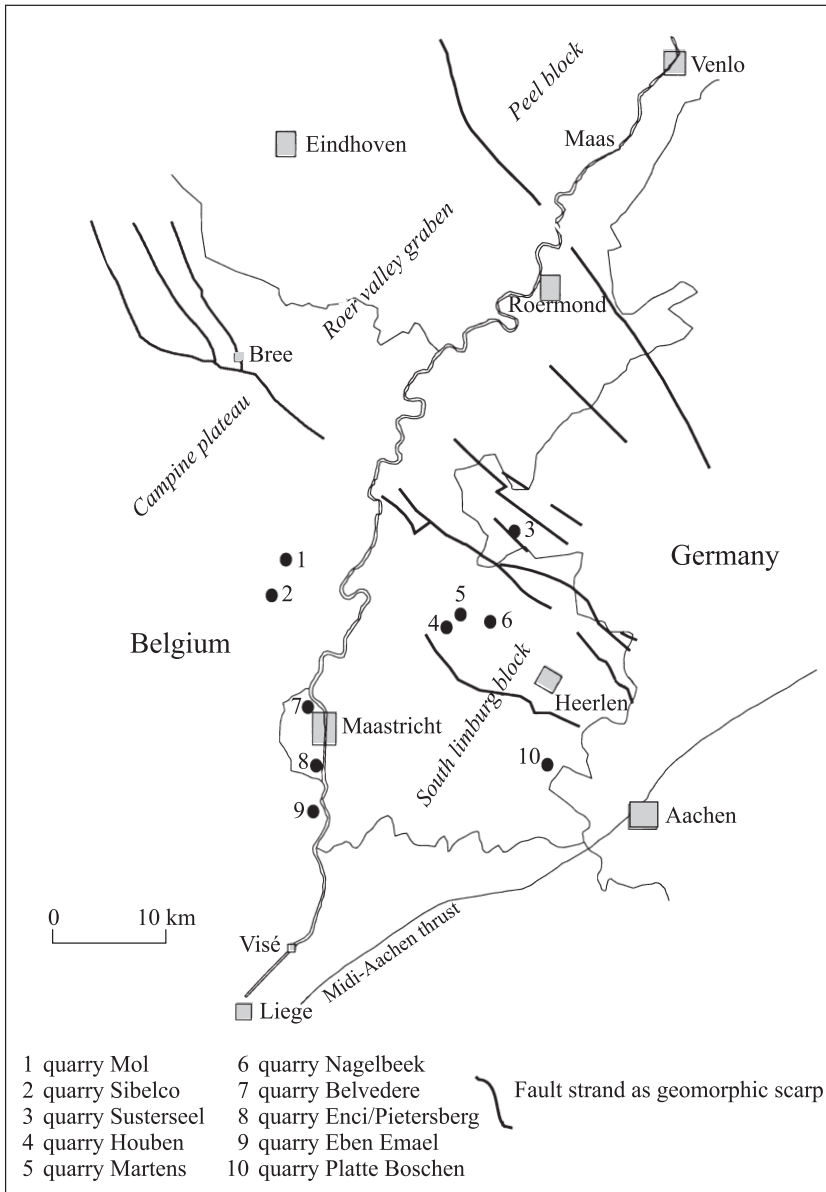 Venlo
Peel block
Maas
Eindhoven
Roer valley graben
Roermond
Bree
Campine plateau
3
Germany
1
2
5
4
6
Belgium
South limburg block
Heerlen
7
Maastricht
8
10
9
Aachen
0 10 km
Visé
Midi-Aachen thrust
Liege
1 quarry Mol
2 quarry Sibelco
3 quarry Susterseel
4 quarry Houben
5 quarry Martens
6 quarry Nagelbeek
7 quarry Belvedere
8 quarry Enci/Pietersberg
9 quarry Eben Emael
10 quarry Platte Boschen
Fault strand as geomorphic scarp